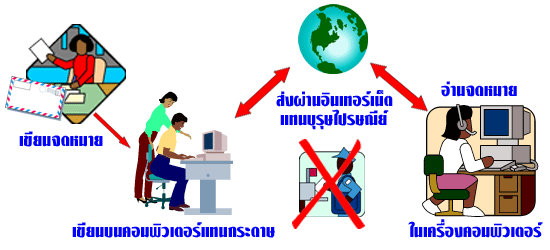 เขียนจดหมาย
ส่งผ่านอินเทอร์เน็ต
แทนบุรุษไปรษณีย์
อ่านจดหมาย
เขียนบนคอมพิวเตอร์แทนกระดาษ
ในเครื่องคอมพิวเตอร์